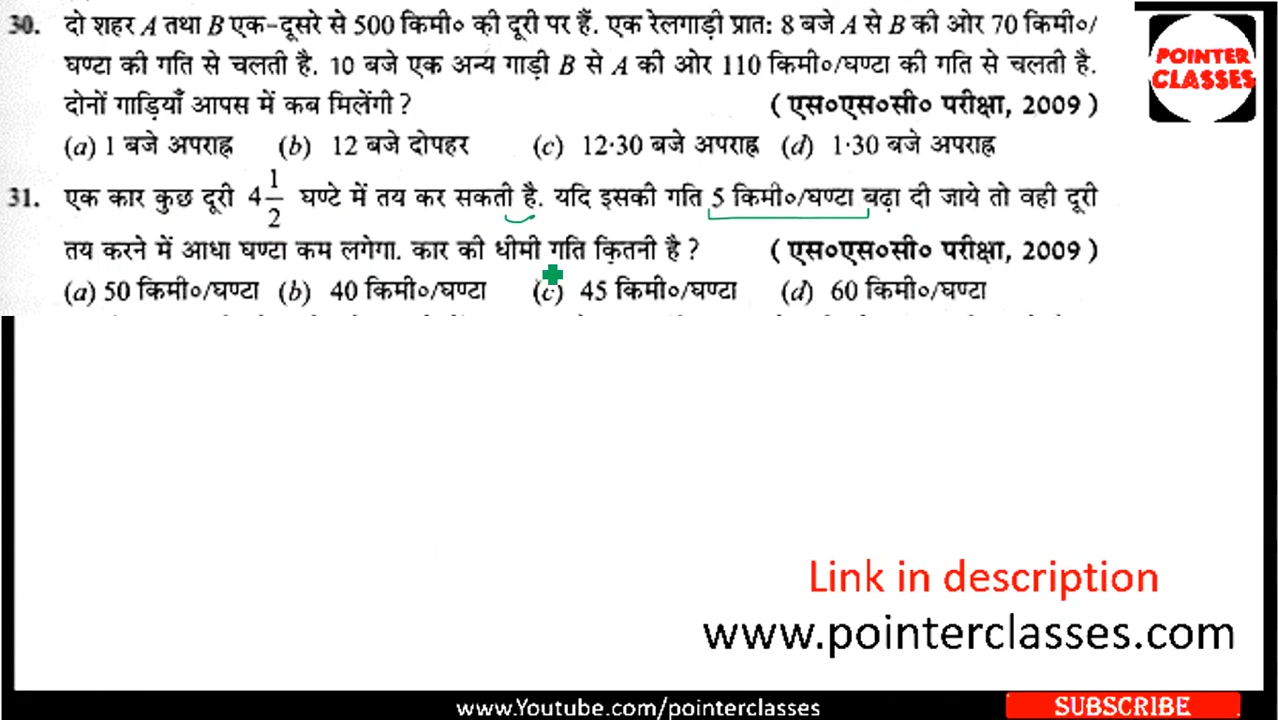 30. दो शहर A तथा B एक-दूसरे से 500 किमी० की दूरी पर हैं. एक रेलगाड़ी प्रात: 8 बजे A से B की ओर 70 किमी०/
घण्टा की गति से चलती है. 10 बजे एक अन्य गाड़ी B से A की ओर 110 किमी०/घण्टा की गति से चलती है.
दोनों गाड़ियाँ आपस में कब मिलेंगी ? ( एस०एस०सी० परीक्षा, 2009 )
(a) 1 बजे अपराह्न (b) 12 बजे दोपहर (c) 12·30 बजे अपराह्न (d) 1·30 बजे अपराह्न
31. एक कार कुछ दूरी 4 1/2 घण्टे में तय कर सकती है. यदि इसकी गति 5 किमी०/घण्टा बढ़ा दी जाये तो वही दूरी
तय करने में आधा घण्टा कम लगेगा. कार की धीमी गति कितनी है ? ( एस०एस०सी० परीक्षा, 2009 )
(a) 50 किमी०/घण्टा (b) 40 किमी०/घण्टा (c) 45 किमी०/घण्टा (d) 60 किमी०/घण्टा
POINTER
CLASSES
Link in description
www.pointerclasses.com
www.Youtube.com/pointerclasses
SUBSCRIBE